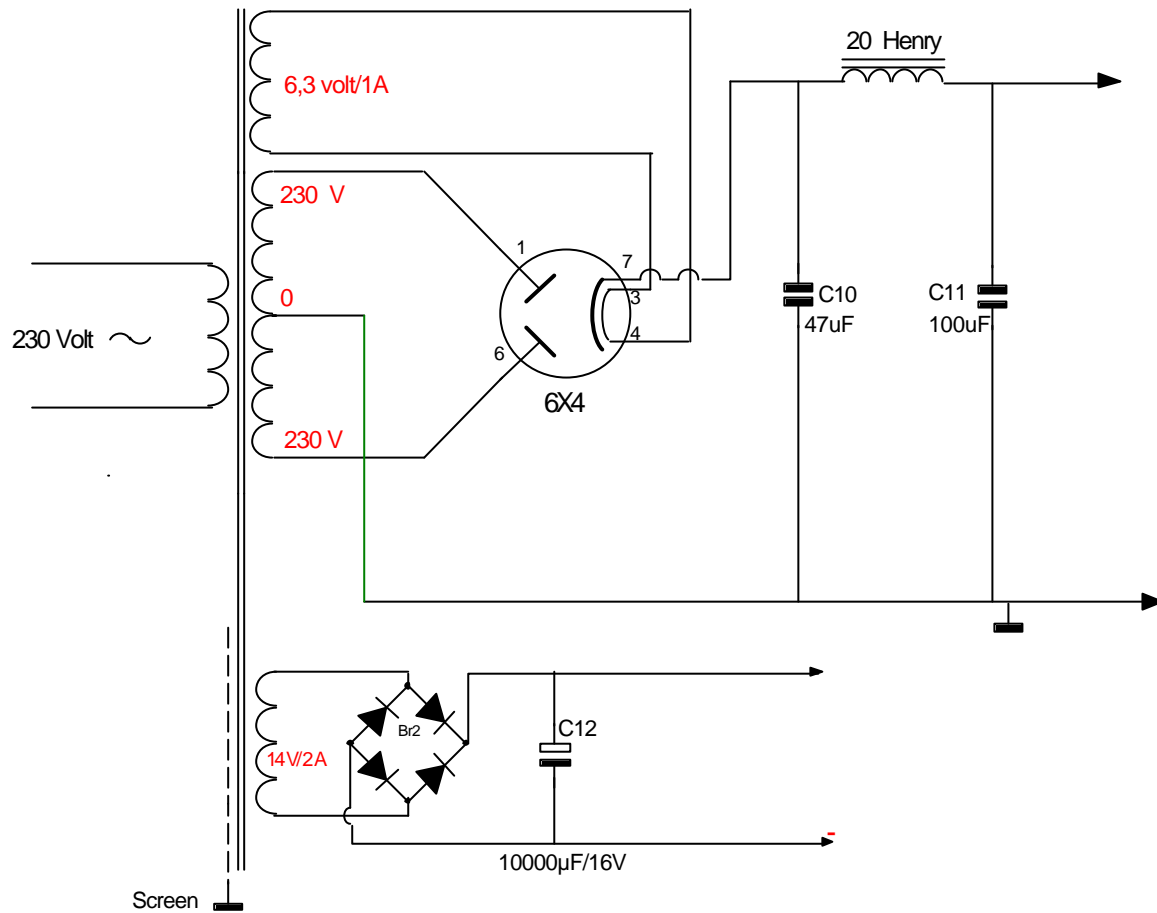 20 Henry
6,3 volt/1A
230 V
1
7
0
3
C10
C11
230 Volt
4
47uF
100uF
6
6X4
230 V
Br2
C12
14V/2A
-
10000µF/16V
Screen